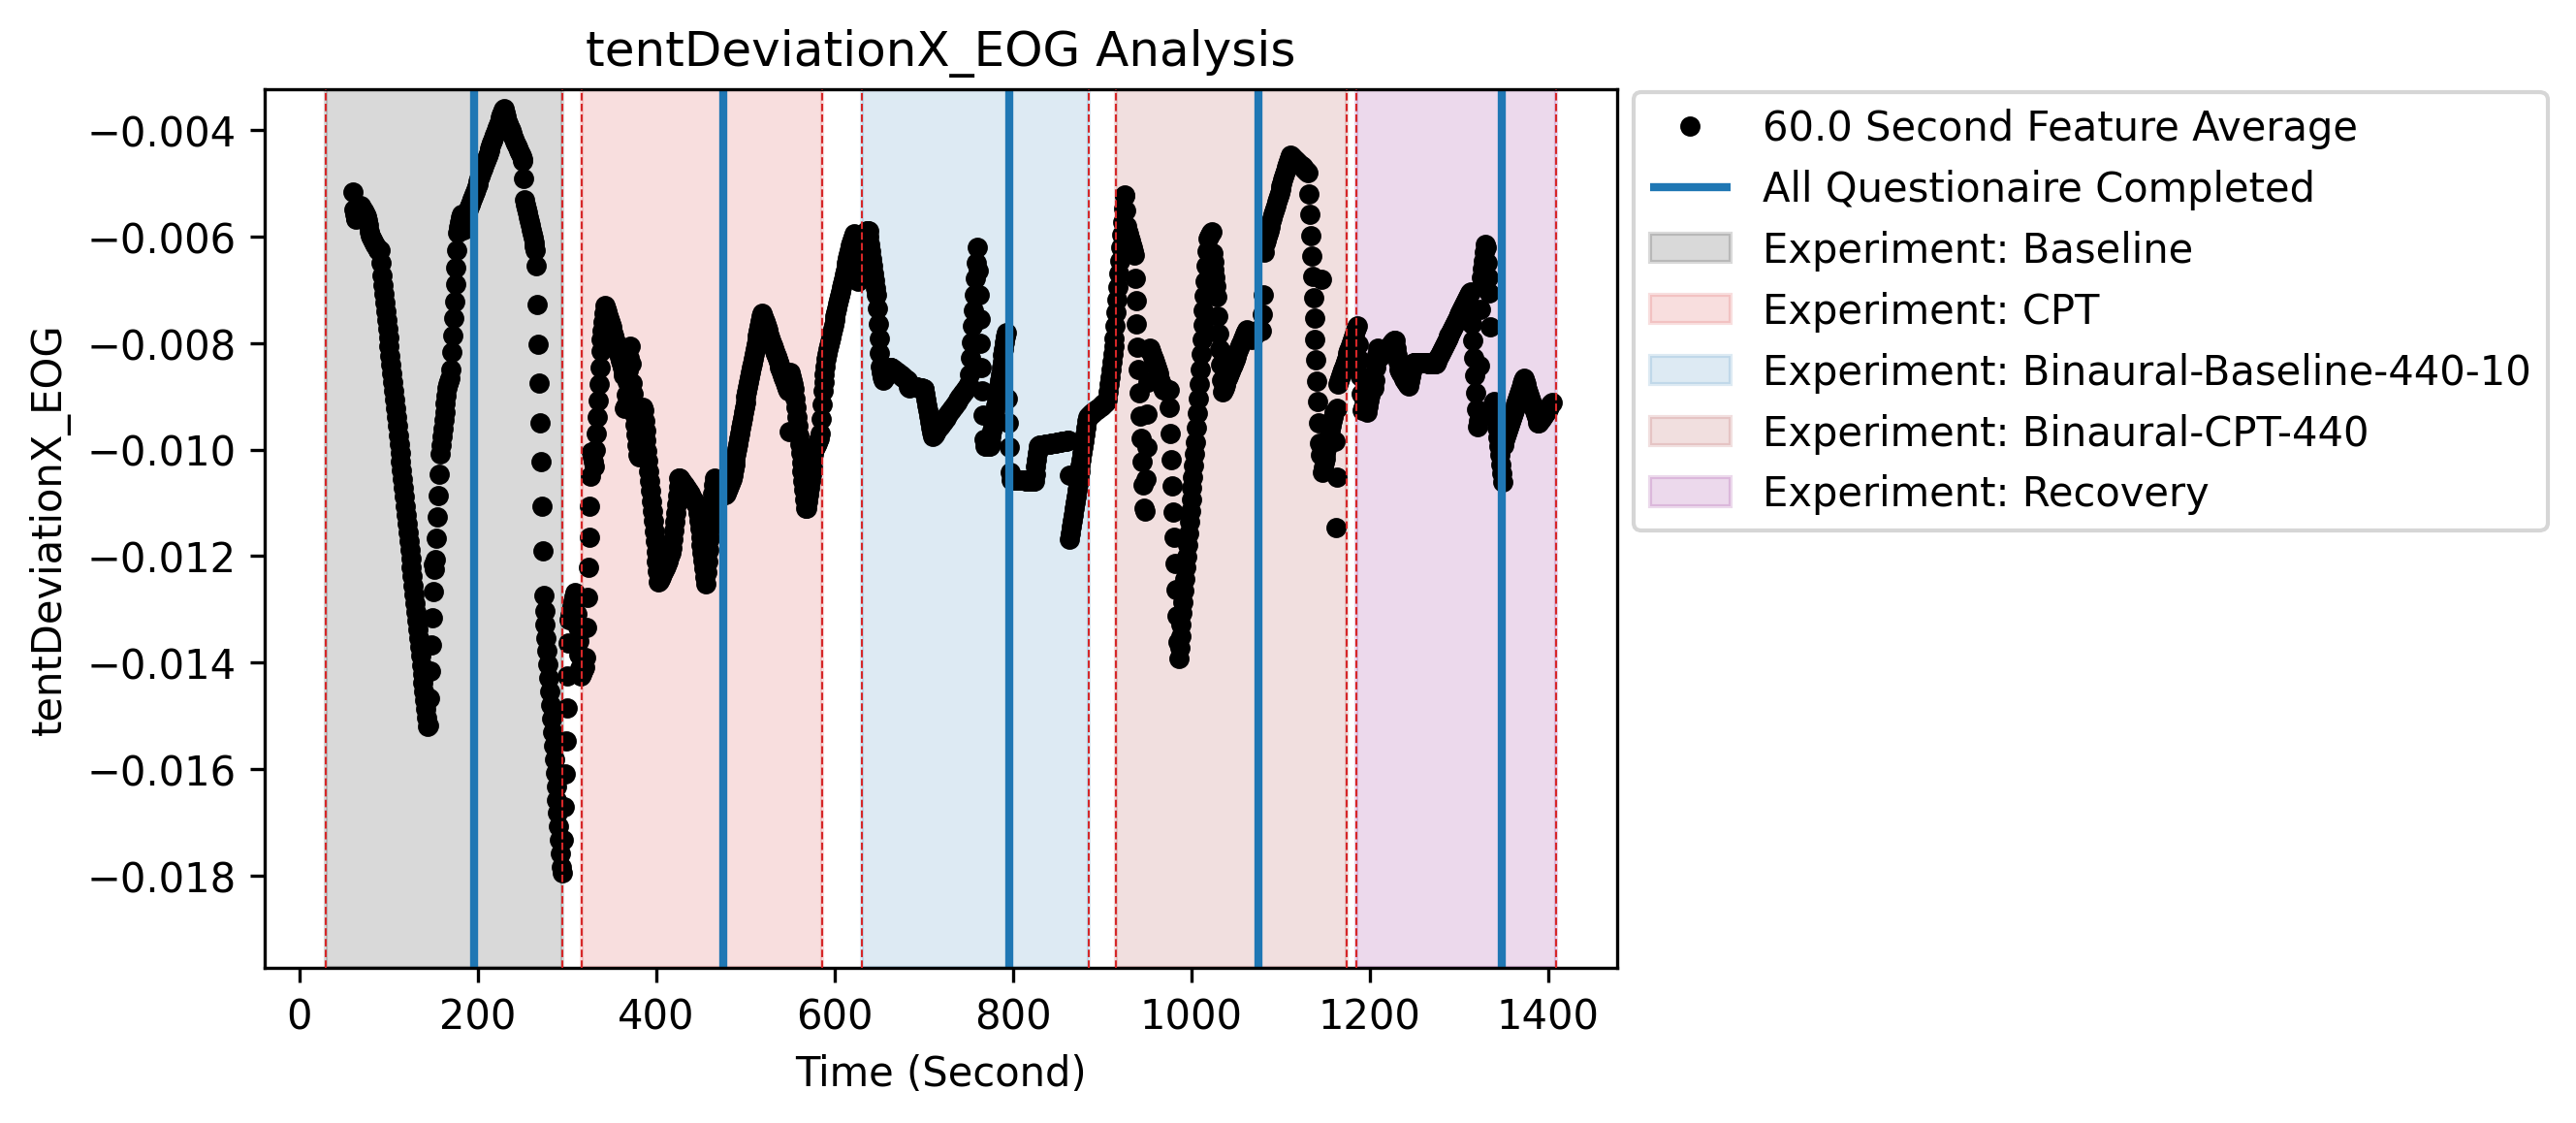 tentDeviationX_EOG Analysis
tentDeviationX_EOG
−0.004
−0.006
−0.008
−0.010
−0.012
−0.014
−0.016
−0.018
0 200 400 600 800 1000 1200 1400
Time (Second)
60.0 Second Feature Average
All Questionaire Completed
Experiment: Baseline
Experiment: CPT
Experiment: Binaural-Baseline-440-10
Experiment: Binaural-CPT-440
Experiment: Recovery